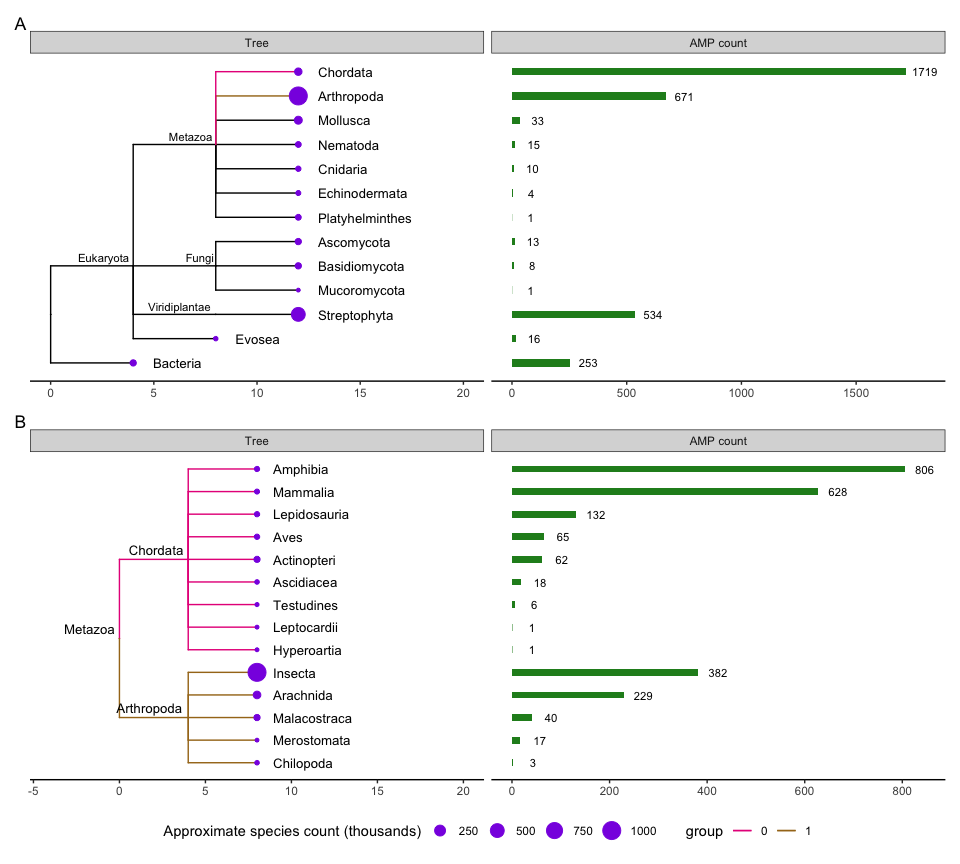 A
Tree AMP count
Chordata 1719
Arthropoda 671
Mollusca 33
Metazoa
Nematoda 15
Cnidaria 10
Echinodermata 4
Platyhelminthes 1
Ascomycota 13
Eukaryota Fungi
Basidiomycota 8
Mucoromycota 1
Viridiplantae
Streptophyta 534
Evosea 16
Bacteria 253
0 5 10 15 20 0 500 1000 1500
B
Tree AMP count
Amphibia 806
Mammalia 628
Lepidosauria 132
Aves 65
Chordata
Actinopteri 62
Ascidiacea 18
Testudines 6
Metazoa
Leptocardii 1
Hyperoartia 1
Insecta 382
Arachnida 229
Arthropoda
Malacostraca 40
Merostomata 17
Chilopoda 3
-5 0 5 10 15 20 0 200 400 600 800
Approximate species count (thousands) 250 500 750 1000 group 0 1